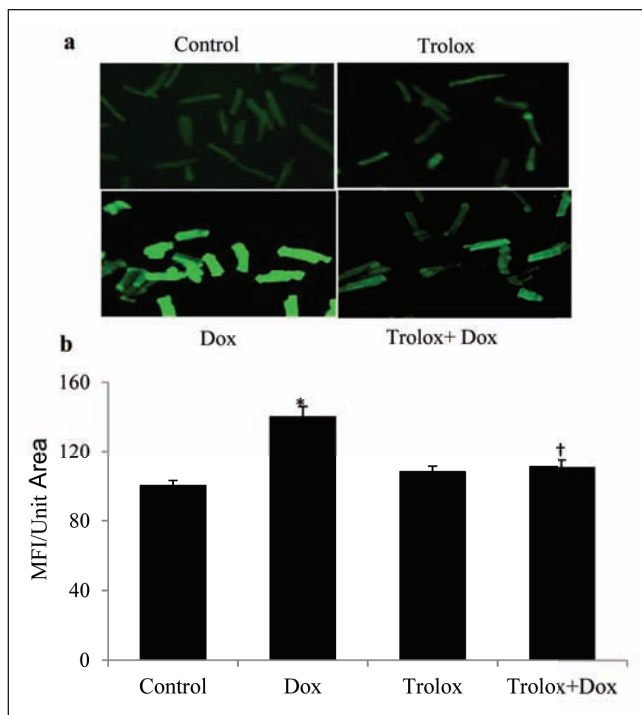 a
Control Trolox
Dox Trolox+ Dox
b
160
*
†
120
80
40
0
MFI/Unit Area
Control Dox Trolox Trolox+Dox